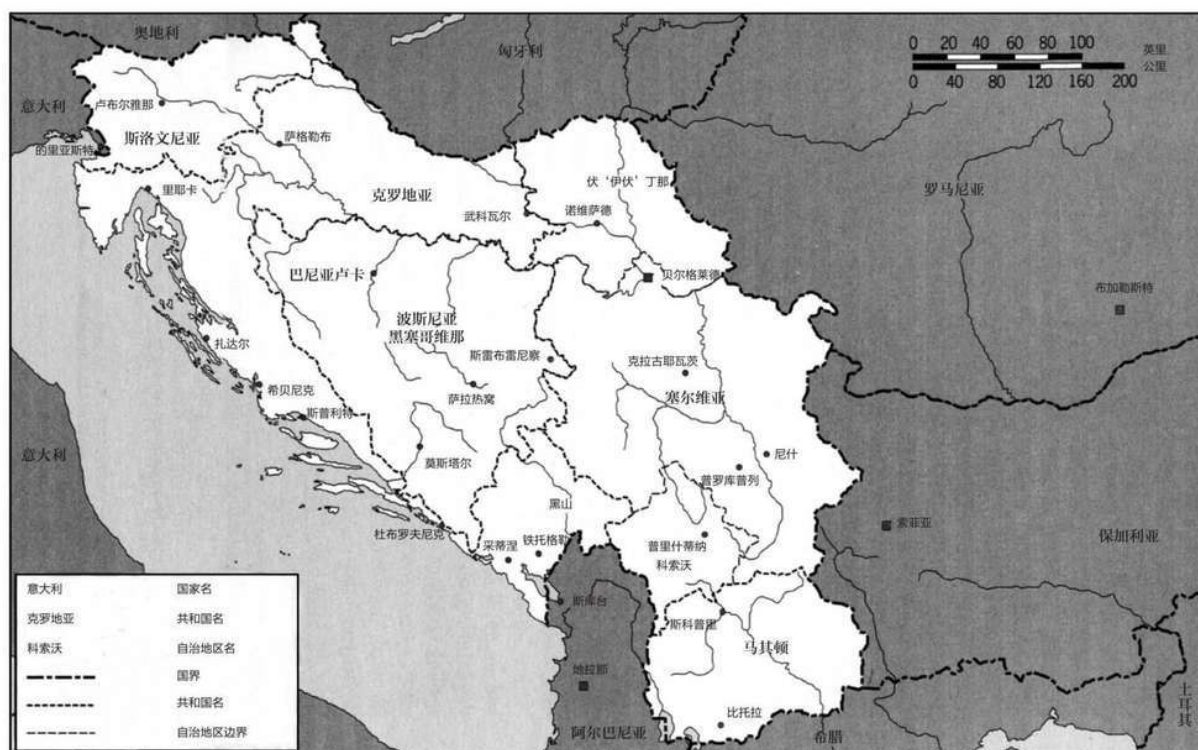 奥地利
匈牙利
0 20 40 60 80 100 英里
0 40 80 120 160 200 公里
意大利
卢布尔雅那
斯洛文尼亚
萨格勒布
的里亚斯特
里耶卡
克罗地亚
伏‘伊伏’丁那
罗马尼亚
武科瓦尔
诺维萨德
巴尼亚卢卡
贝尔格莱德
布加勒斯特
波斯尼亚
黑塞哥维那
扎达尔
斯雷布雷尼察
克拉古耶瓦茨
希贝尼克
萨拉热窝
塞尔维亚
斯普利特
意大利
莫斯塔尔
尼什
普罗库普列
黑山
杜布罗夫尼克
采蒂涅
铁托格勒
普里什蒂纳
科索沃
索菲亚
保加利亚
斯库台
斯科普里
马其顿
地拉那
比托拉
阿尔巴尼亚
希腊
土耳其
意大利 国家名
克罗地亚 共和国名
科索沃 自治地区名
国界
共和国名
自治地区边界